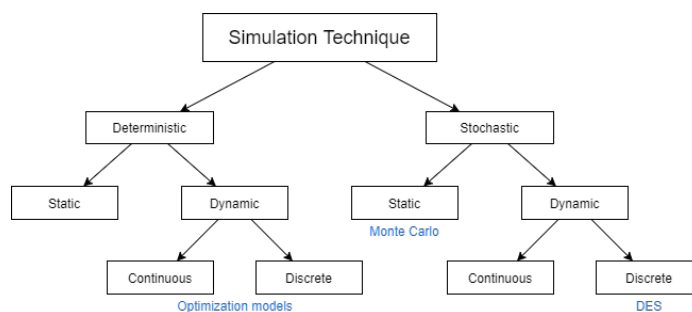 Simulation Technique
Deterministic
Stochastic
Static
Dynamic
Static
Dynamic
Monte Carlo
Continuous
Discrete
Continuous
Discrete
Optimization models
DES